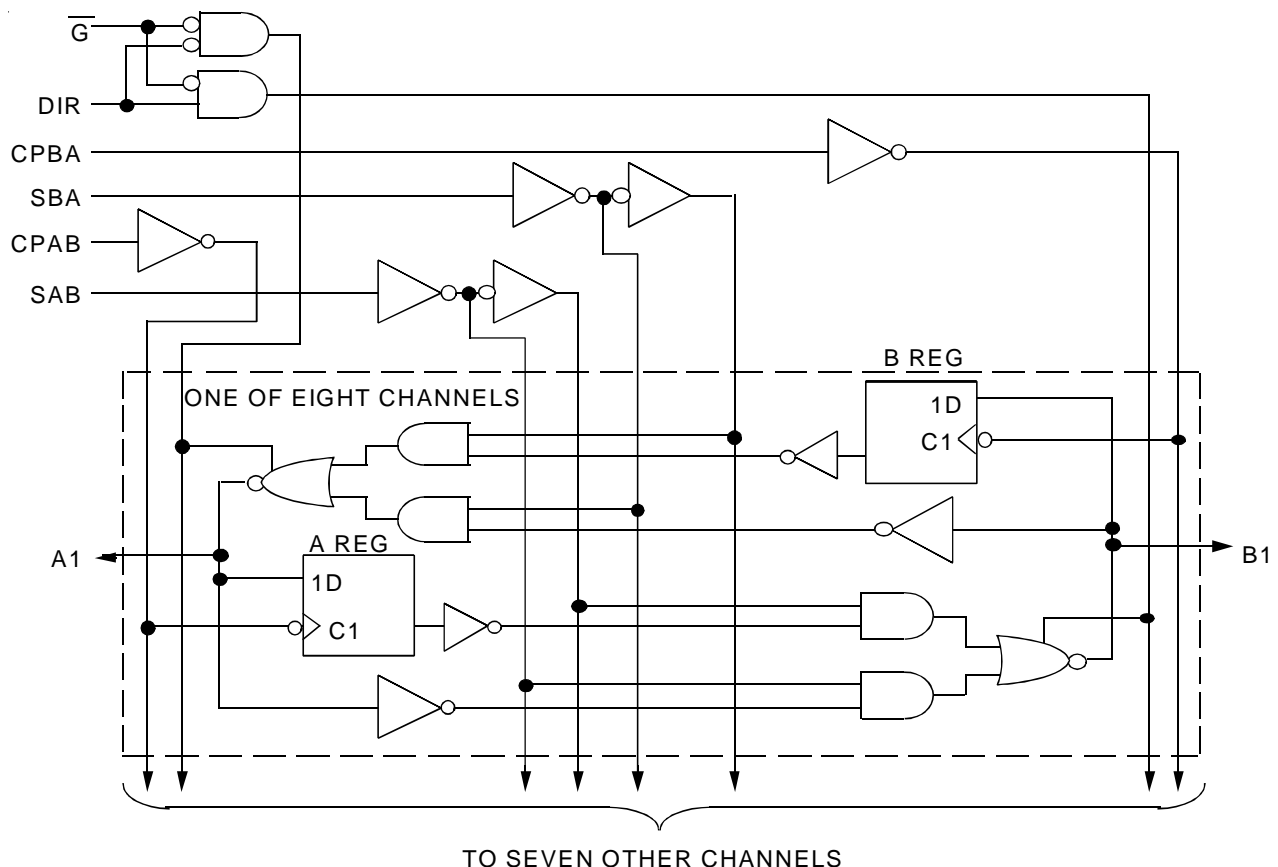 G
DIR
CPBA
SBA
CPAB
SAB
B REG
ONE OF EIGHT CHANNELS
1D
C1
A REG
A1
B1
1D
C1
TO SEVEN OTHER CHANNELS